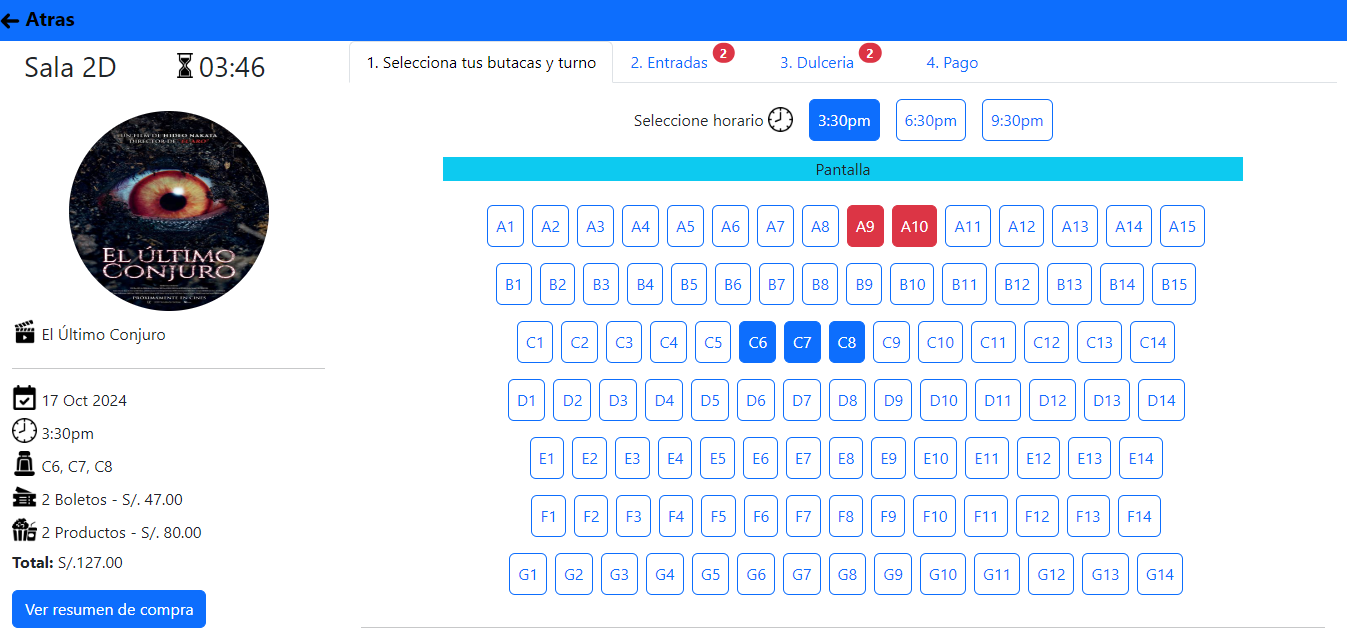 Atras
Sala 2D
03:46
1. Selecciona tus butacas y turno
2. Entradas 2
3. Dulceria 2
4. Pago
Seleccione horario 3:30pm 6:30pm 9:30pm
Pantalla
A1 A2 A3 A4 A5 A6 A7 A8 A9 A10 A11 A12 A13 A14 A15
B1 B2 B3 B4 B5 B6 B7 B8 B9 B10 B11 B12 B13 B14 B15
C1 C2 C3 C4 C5 C6 C7 C8 C9 C10 C11 C12 C13 C14
D1 D2 D3 D4 D5 D6 D7 D8 D9 D10 D11 D12 D13 D14
E1 E2 E3 E4 E5 E6 E7 E8 E9 E10 E11 E12 E13 E14
F1 F2 F3 F4 F5 F6 F7 F8 F9 F10 F11 F12 F13 F14
G1 G2 G3 G4 G5 G6 G7 G8 G9 G10 G11 G12 G13 G14
UN FILM DE HIDEO NAKATA
DIRECTOR DE "EL ARO"
EL ÚLTIMO
CONJURO
PROXIMAMENTE EN CINES
El Último Conjuro
17 Oct 2024
3:30pm
C6, C7, C8
2 Boletos - S/. 47.00
2 Productos - S/. 80.00
Total: S/.127.00
Ver resumen de compra